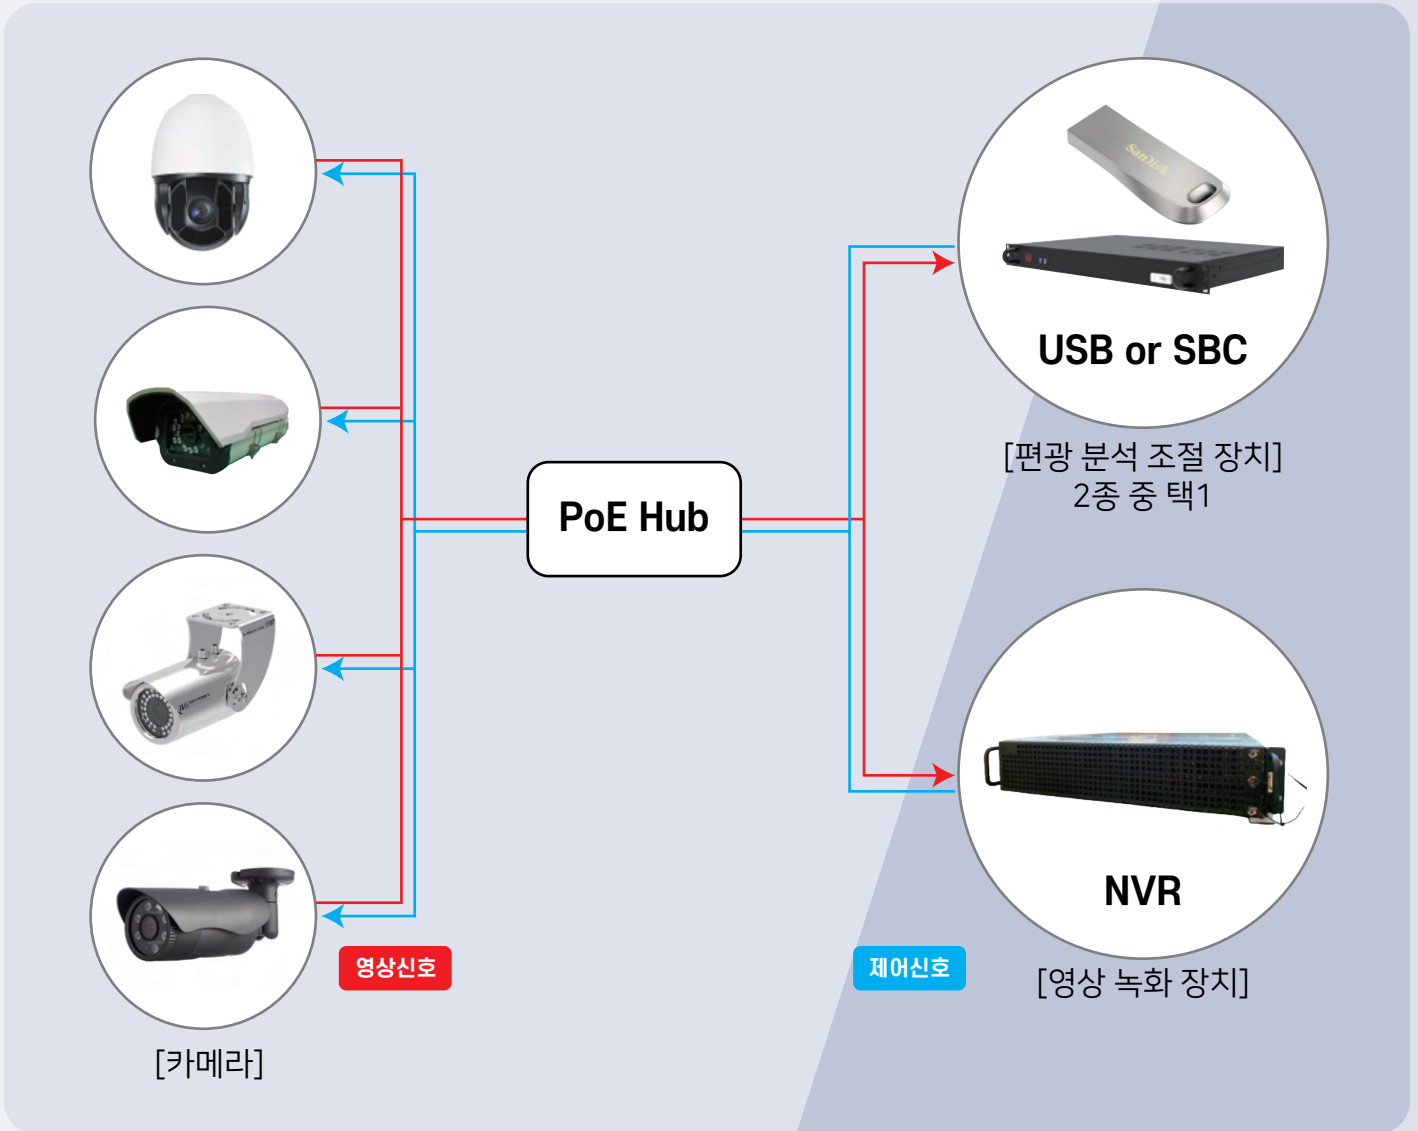 SanDisk
USB or SBC
[편광 분석 조절 장치]
2종 중 택1
PoE Hub
NVR
[영상 녹화 장치]
영상신호
제어신호
[카메라]